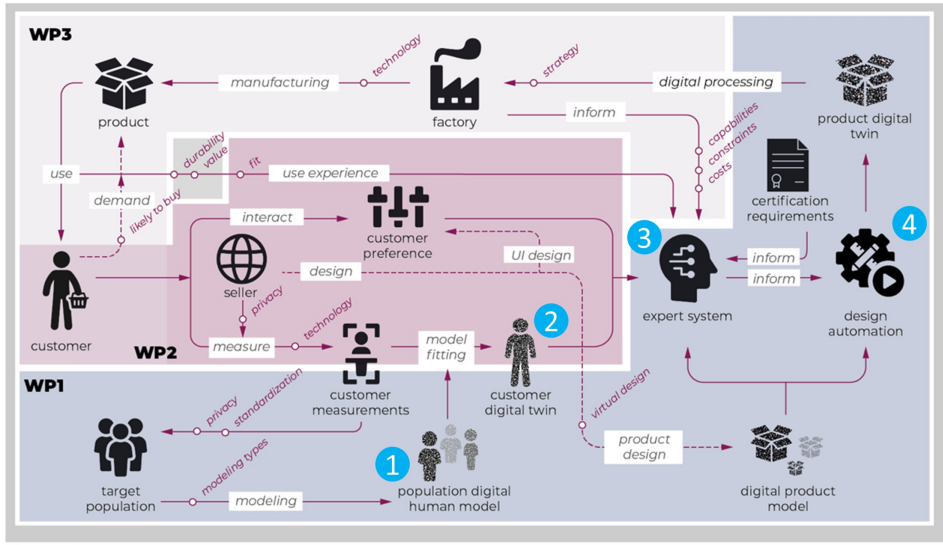 WP3
product
manufacturing
technology
factory
strategy
digital processing
product digital
twin
inform
capabilities
constraints
costs
use
durability
value
fit
use experience
demand
likely to buy
certification
requirements
interact
customer
preference
3
4
seller
design
UI design
inform
inform
expert system
design
automation
customer
privacy
technology
measure
model
fitting
2
WP2
WP1
customer
measurements
customer
digital twin
privacy
standardization
virtual design
modeling types
1
product
design
target
population
modeling
population digital
human model
digital product
model